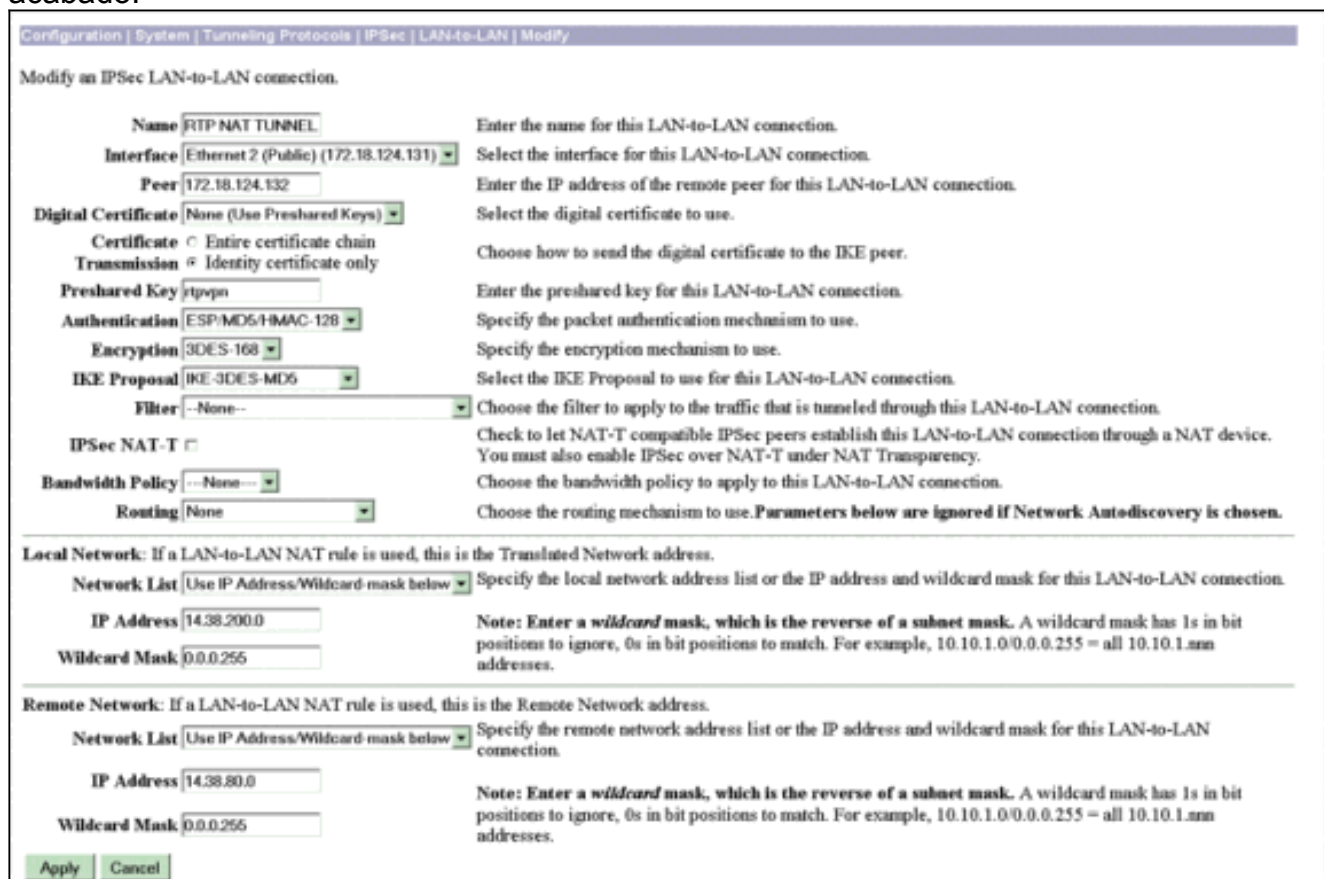 acabado.
Configuration | System | Tunneling Protocols | IPSec | LAN-to-LAN | Modify
Modify an IPSec LAN-to-LAN connection.
Name RTP NAT TUNNEL Enter the name for this LAN-to-LAN connection.
Interface Ethernet 2 (Public) (172.18.124.131) Select the interface for this LAN-to-LAN connection.
Peer 172.18.124.132 Enter the IP address of the remote peer for this LAN-to-LAN connection.
Digital Certificate None (Use Preshared Keys) Select the digital certificate to use.
Certificate Entire certificate chain
Transmission Identity certificate only
Choose how to send the digital certificate to the IKE peer.
Preshared Key rtpvpn Enter the preshared key for this LAN-to-LAN connection.
Authentication ESP/MD5/HMAC-128 Specify the packet authentication mechanism to use.
Encryption 3DES-168 Specify the encryption mechanism to use.
IKE Proposal IKE-3DES-MD5 Select the IKE Proposal to use for this LAN-to-LAN connection.
Filter --None-- Choose the filter to apply to the traffic that is tunneled through this LAN-to-LAN connection.
IPSec NAT-T Check to let NAT-T compatible IPSec peers establish this LAN-to-LAN connection through a NAT device.
You must also enable IPSec over NAT-T under NAT Transparency.
Bandwidth Policy ---None--- Choose the bandwidth policy to apply to this LAN-to-LAN connection.
Routing None Choose the routing mechanism to use.Parameters below are ignored if Network Autodiscovery is chosen.
Local Network: If a LAN-to-LAN NAT rule is used, this is the Translated Network address.
Network List Use IP Address/Wildcard-mask below Specify the local network address list or the IP address and wildcard mask for this LAN-to-LAN connection.
IP Address 14.38.200.0
Wildcard Mask 0.0.0.255
Note: Enter a wildcard mask, which is the reverse of a subnet mask. A wildcard mask has 1s in bit
positions to ignore, 0s in bit positions to match. For example, 10.10.1.0/0.0.0.255 = all 10.10.1.nnn
addresses.
Remote Network: If a LAN-to-LAN NAT rule is used, this is the Remote Network address.
Network List Use IP Address/Wildcard-mask below Specify the remote network address list or the IP address and wildcard mask for this LAN-to-LAN
connection.
IP Address 14.38.80.0
Wildcard Mask 0.0.0.255
Note: Enter a wildcard mask, which is the reverse of a subnet mask. A wildcard mask has 1s in bit
positions to ignore, 0s in bit positions to match. For example, 10.10.1.0/0.0.0.255 = all 10.10.1.nnn
addresses.
Apply Cancel